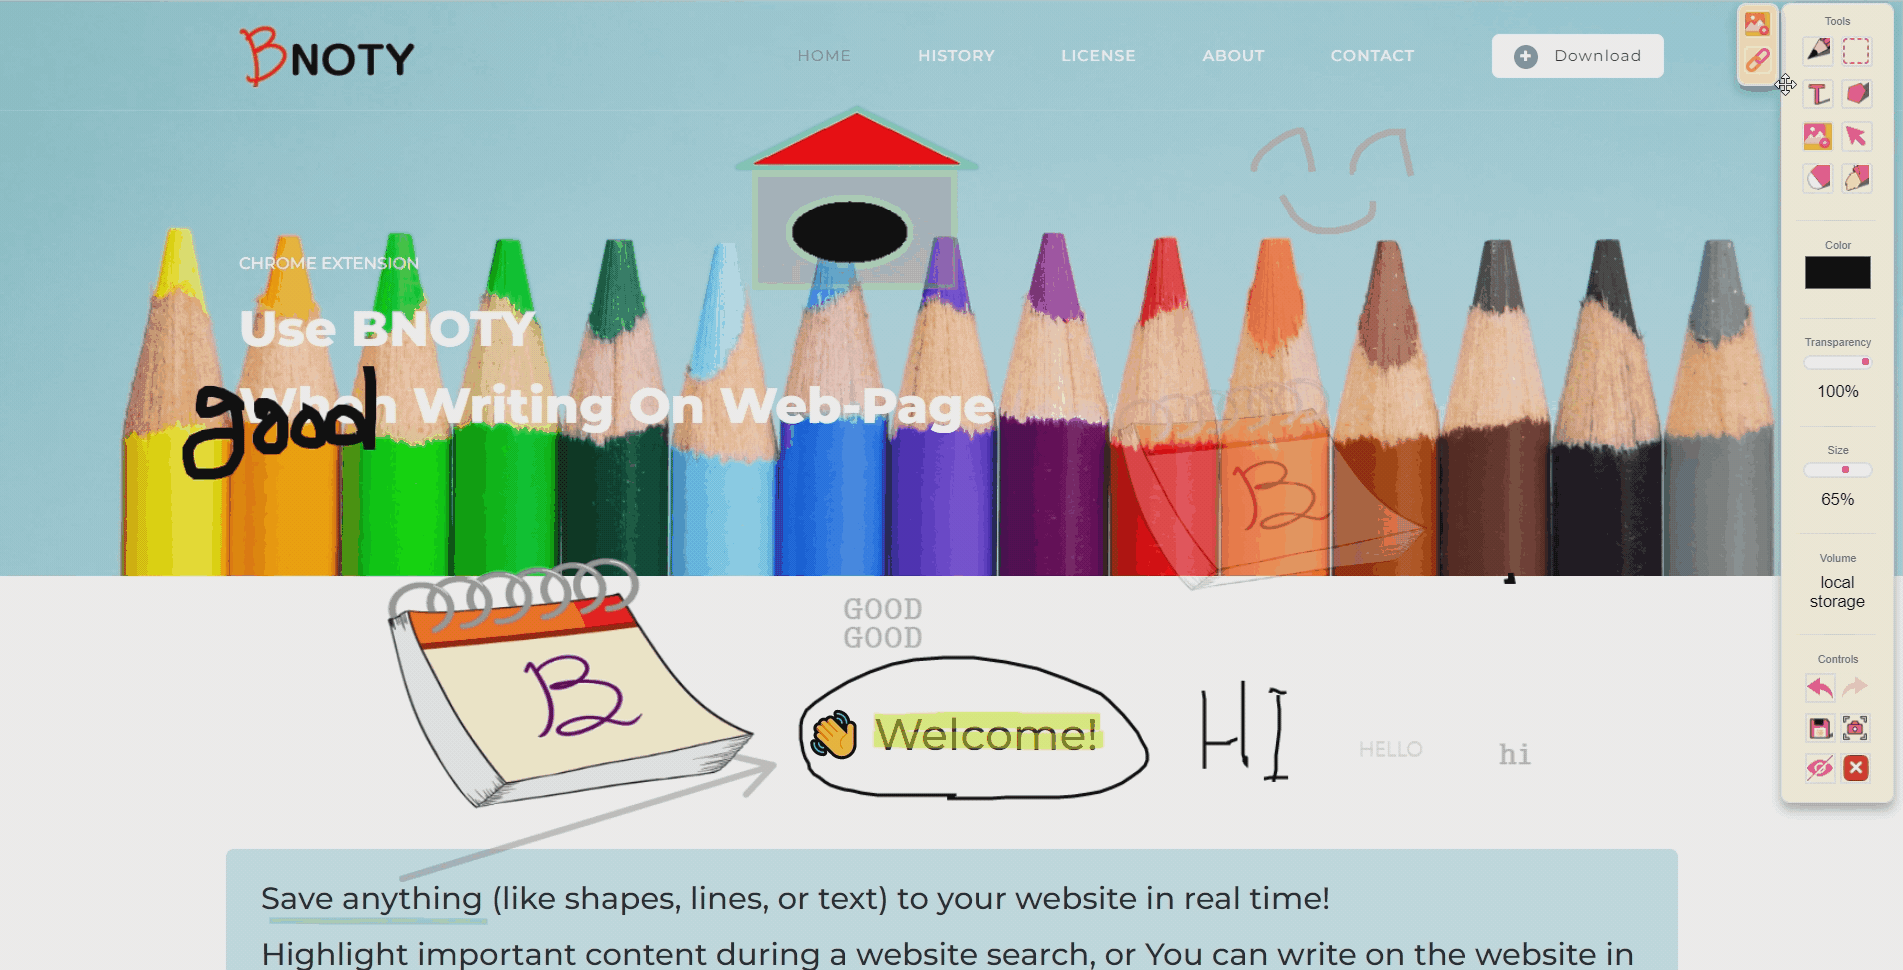 BNOTY
HOME HISTORY LICENSE ABOUT CONTACT Download
CHROME EXTENSION
Use BNOTY
When Writing On Web-Page
good
B
B
GOOD
GOOD
Welcome!
HI
HELLO
hi
Save anything (like shapes, lines, or text) to your website in real time!
Highlight important content during a website search, or You can write on the website in
Tools
T
Color
Transparency
100%
Size
65%
Volume
local
storage
Controls